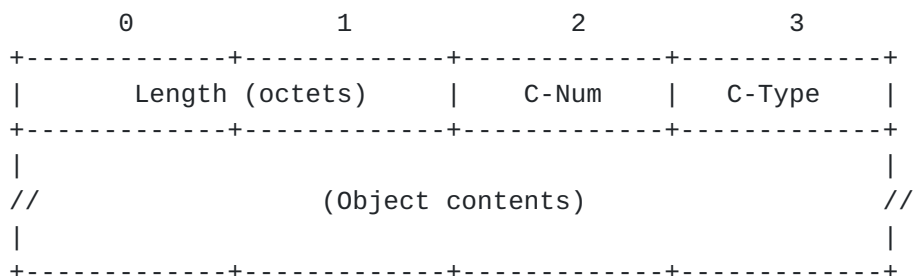 0             1              2             3
+-------------+-------------+-------------+-------------+
|       Length (octets)     |    C-Num    |   C-Type    |
+-------------+-------------+-------------+-------------+
|                                                       |
//                   (Object contents)                  //
|                                                       |
+-------------+-------------+-------------+-------------+